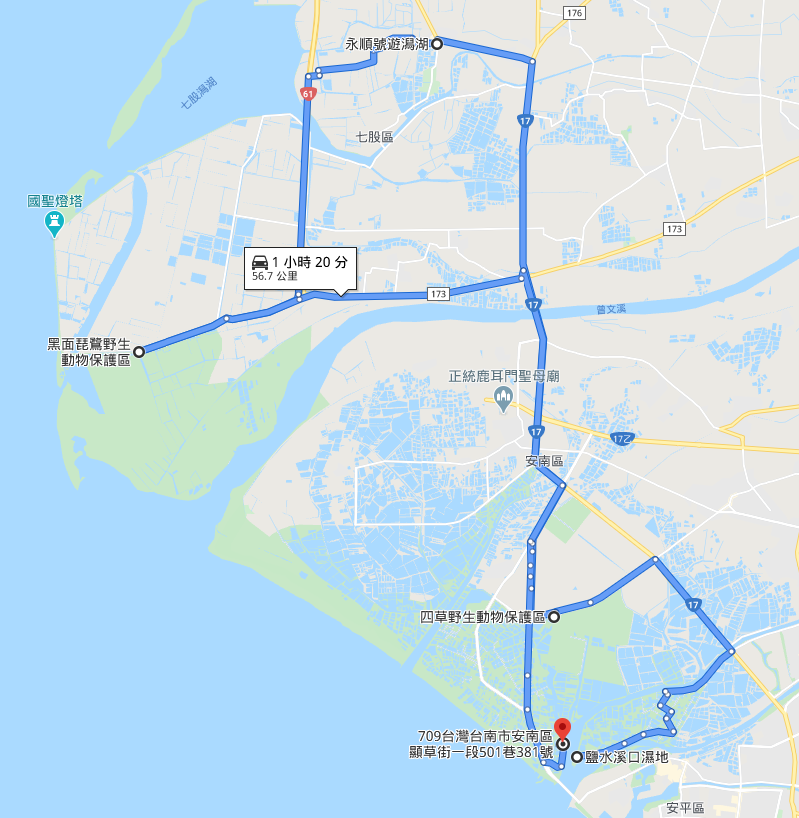 176
永順號遊潟湖
七股潟湖
61
17
七股區
國聖燈塔
173
1 小時 20 分
56.7 公里
173
17
曾文溪
黑面琵鷺野生
動物保護區
正統鹿耳門聖母廟
17
17乙
安南區
17
四草野生動物保護區
709台灣台南市安南區
顯草街一段501巷381號
鹽水溪口濕地
安平區